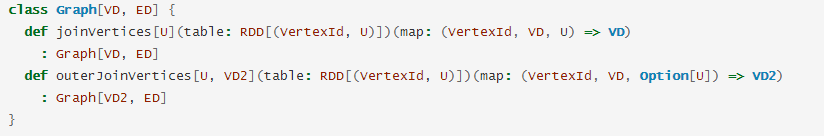 class Graph[VD, ED] {
  def joinVertices[U](table: RDD[(VertexId, U)])(map: (VertexId, VD, U) => VD)
    : Graph[VD, ED]
  def outerJoinVertices[U, VD2](table: RDD[(VertexId, U)])(map: (VertexId, VD, Option[U]) => VD2)
    : Graph[VD2, ED]
}